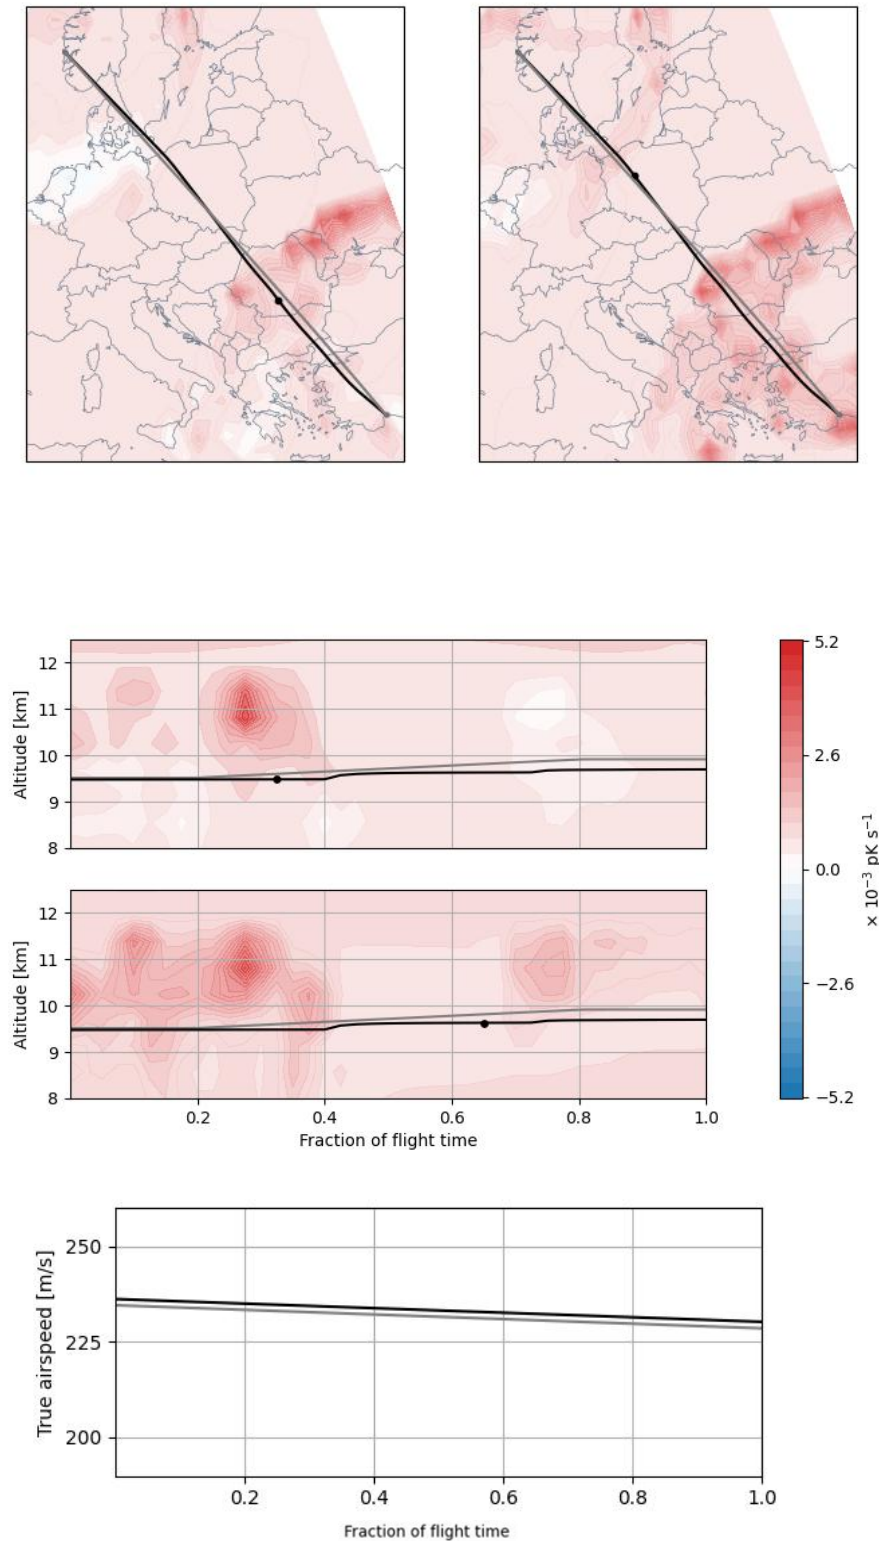 12
11
10
9
8
Altitude [km]
12
11
10
9
8
Altitude [km]
0.2 0.4 0.6 0.8 1.0
Fraction of flight time
5.2
2.6
0.0
−2.6
−5.2
× 10⁻³ pK s⁻¹
250
225
200
True airspeed [m/s]
0.2 0.4 0.6 0.8 1.0
Fraction of flight time